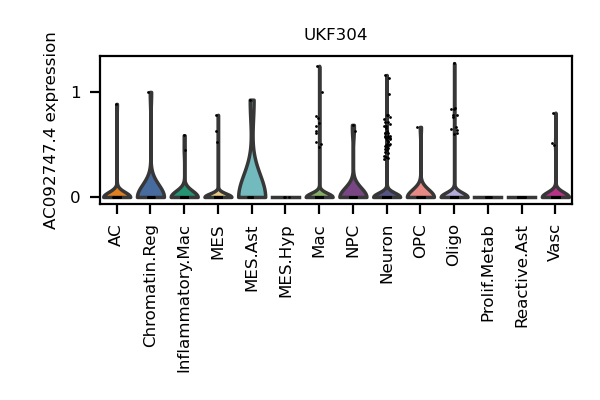 UKF304
AC092747.4 expression
1
0
AC
Chromatin.Reg
Inflammatory.Mac
MES
MES.Ast
MES.Hyp
Mac
NPC
Neuron
OPC
Oligo
Prolif.Metab
Reactive.Ast
Vasc